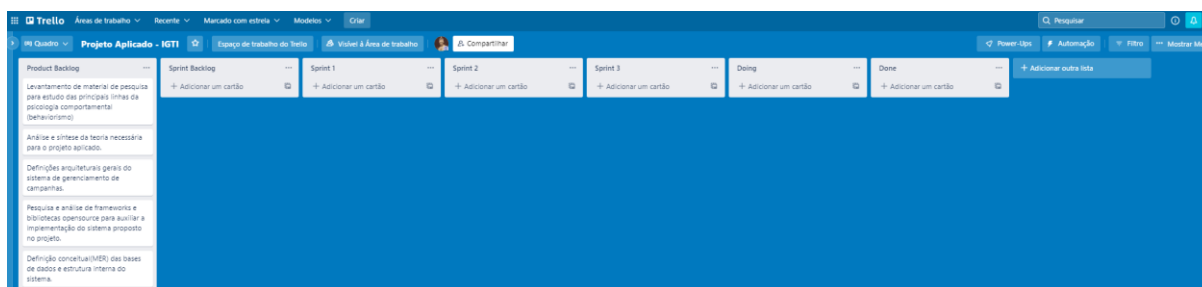 Trello Áreas de trabalho Recente Marcado com estrela Modelos Criar Pesquisar
Quadro Projeto Aplicado - IGTI Espaço de trabalho do Trello Visível à Área de trabalho Compartilhar Power-Ups Automação Filtro ··· Mostrar Me
Product Backlog ···
Levantamento de material de pesquisa
para estudo das principais linhas da
psicologia comportamental
(behaviorismo)
Análise e síntese da teoria necessária
para o projeto aplicado.
Definições arquiteturais gerais do
sistema de gerenciamento de
campanhas.
Pesquisa e análise de frameworks e
bibliotecas opensource para auxiliar a
implementação do sistema proposto
no projeto.
Definição conceitual(MER) das bases
de dados e estrutura interna do
sistema.
Sprint Backlog ···
+ Adicionar um cartão
Sprint 1 ···
+ Adicionar um cartão
Sprint 2 ···
+ Adicionar um cartão
Sprint 3 ···
+ Adicionar um cartão
Doing ···
+ Adicionar um cartão
Done ···
+ Adicionar um cartão
+ Adicionar outra lista